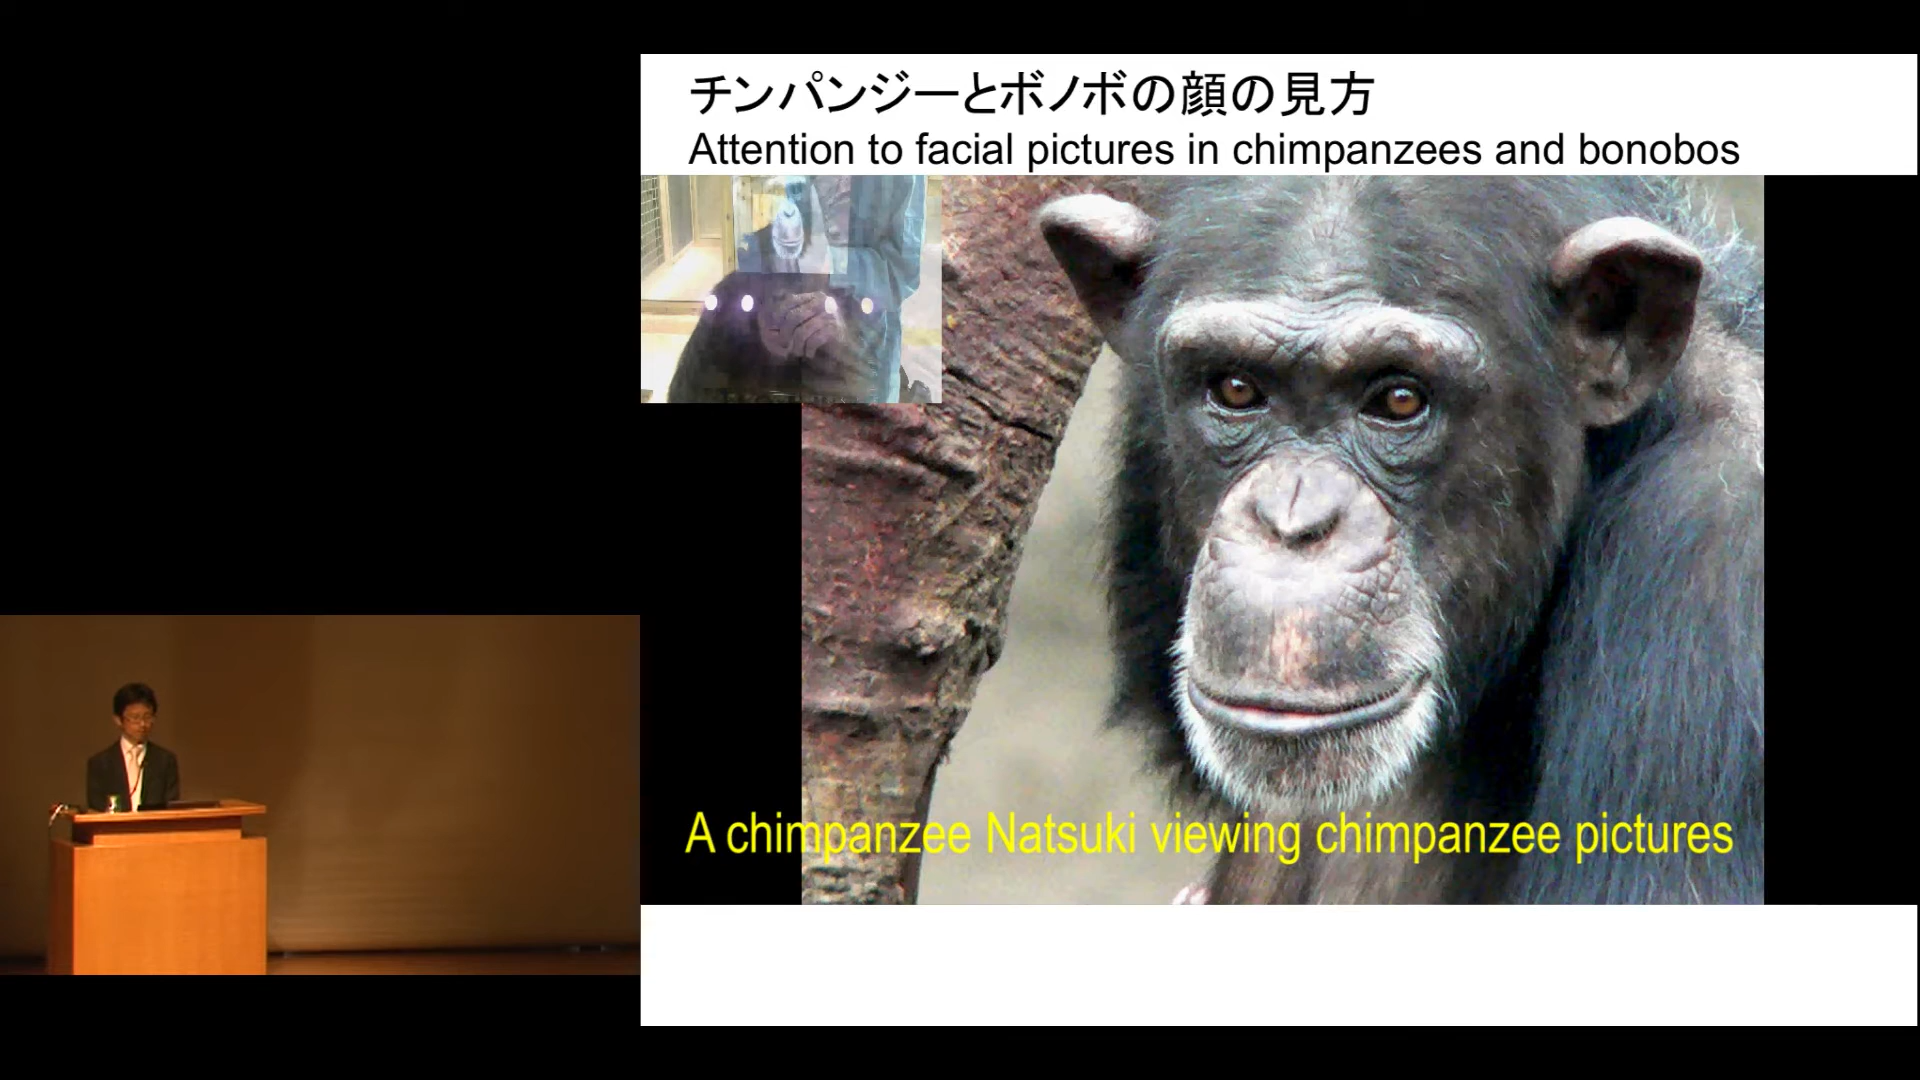 チンパンジーとボノボの顔の見方
Attention to facial pictures in chimpanzees and bonobos
A chimpanzee Natsuki viewing chimpanzee pictures